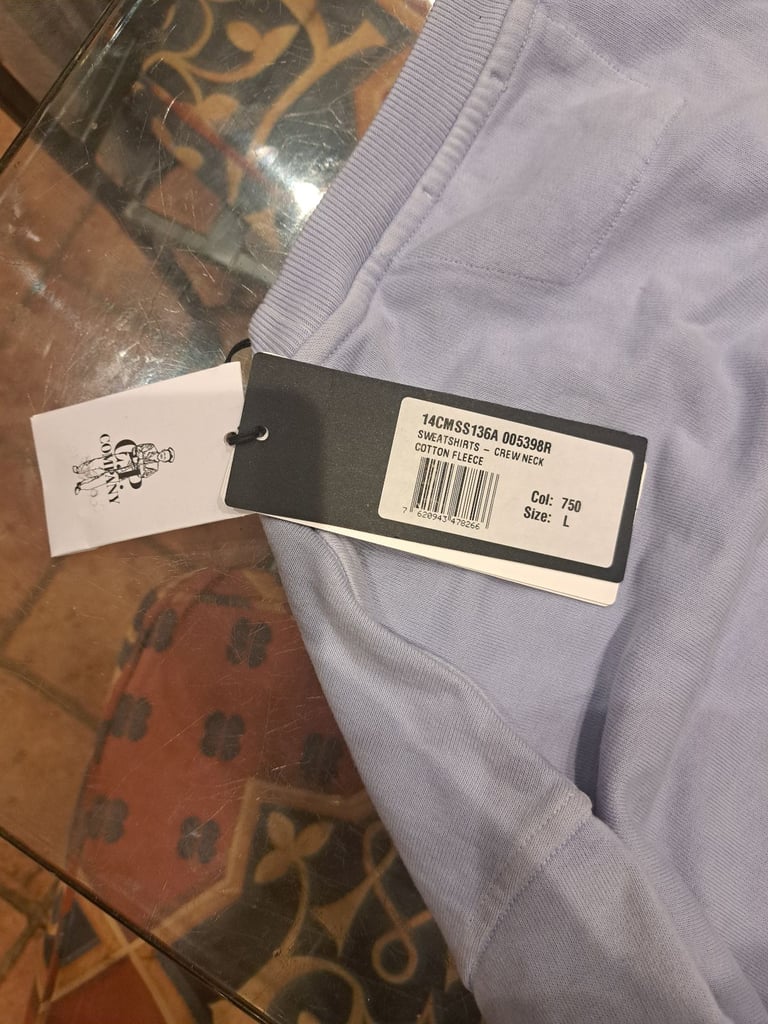 C.P.
COMPANY
14CMSS136A 005398R
SWEATSHIRTS – CREW NECK
COTTON FLEECE
7 620943 478266
Col: 750
Size: L